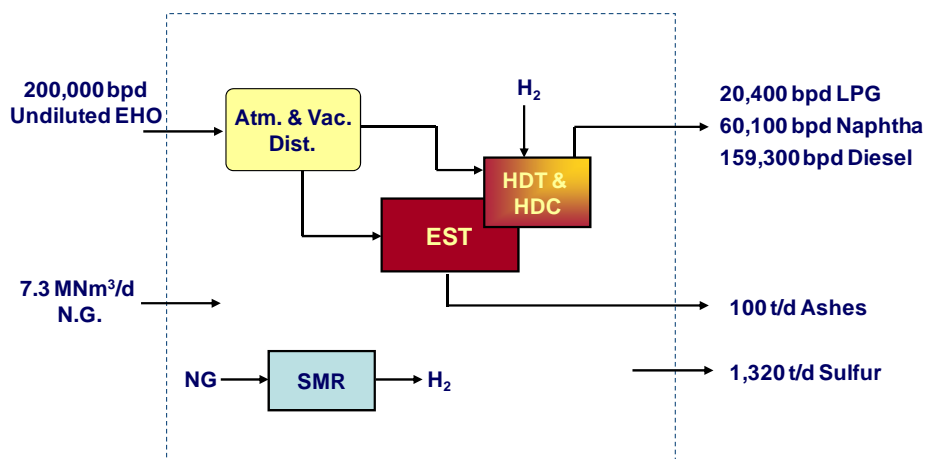 200,000 bpd
Undiluted EHO
Atm. & Vac.
Dist.
H₂
20,400 bpd LPG
60,100 bpd Naphtha
159,300 bpd Diesel
HDT &
HDC
EST
7.3 MNm³/d
N.G.
100 t/d Ashes
NG
SMR
H₂
1,320 t/d Sulfur